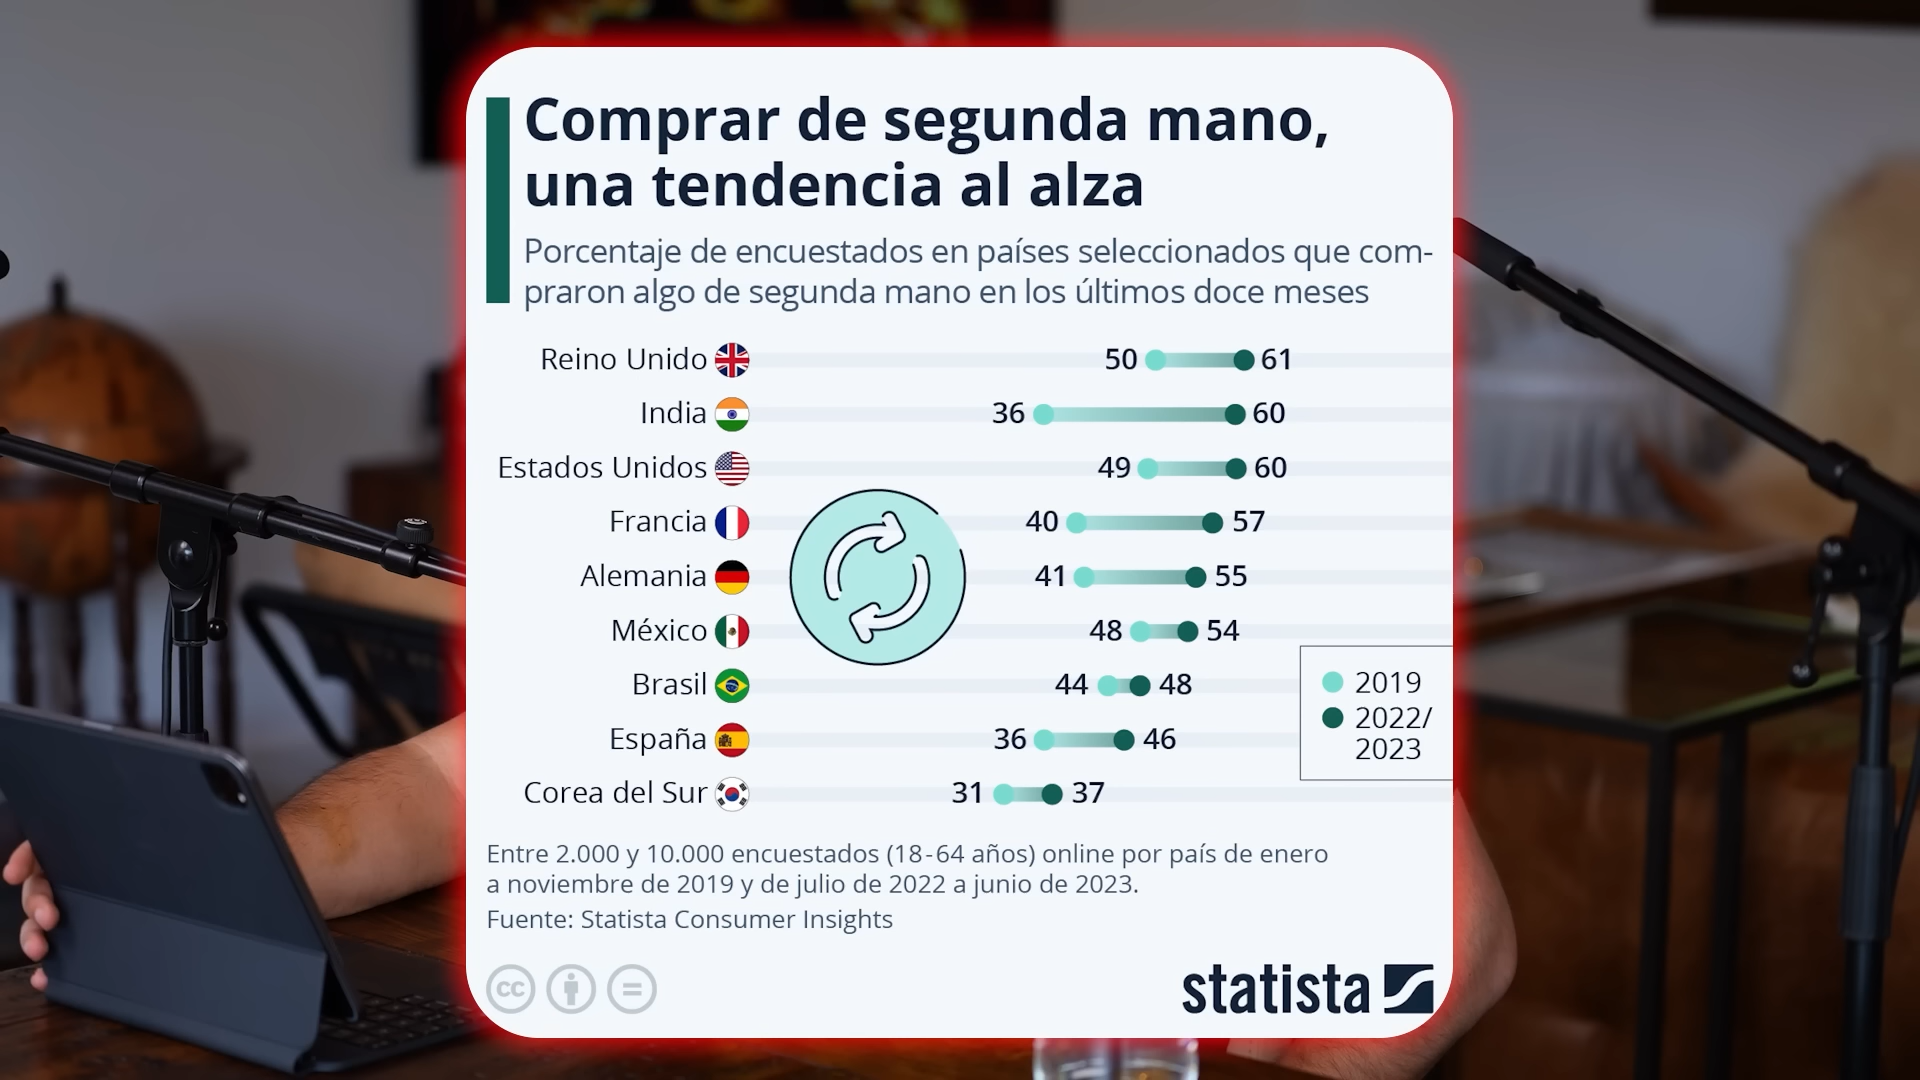 Comprar de segunda mano,
una tendencia al alza
Porcentaje de encuestados en países seleccionados que com-
praron algo de segunda mano en los últimos doce meses
Reino Unido 50 61
India 36 60
Estados Unidos 49 60
Francia 40 57
Alemania 41 55
México 48 54
Brasil 44 48
España 36 46
Corea del Sur 31 37
2019
2022/
2023
Entre 2.000 y 10.000 encuestados (18-64 años) online por país de enero
a noviembre de 2019 y de julio de 2022 a junio de 2023.
Fuente: Statista Consumer Insights
cc
statista